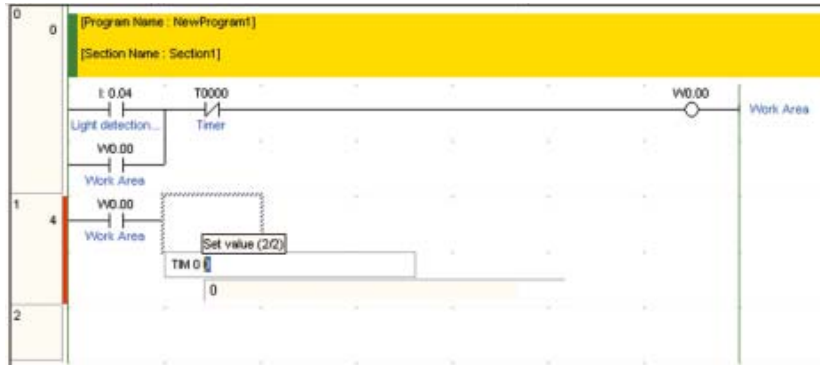 0
0
[Program Name : NewProgram1]
[Section Name : Section1]
I: 0.04 T0000 W0.00
Light detection... Timer Work Area
W0.00
Work Area
1
4
W0.00
Work Area
Set value (2/2)
TIM 0
0
2